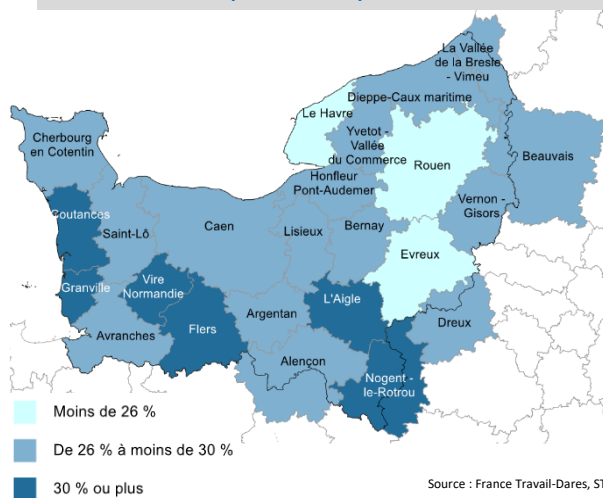 La Vallée
de la Bresle
- Vimeu
Dieppe-Caux maritime
Le Havre
Cherbourg
en Cotentin
Yvetot -
Vallée
du Commerce
Rouen
Beauvais
Honfleur
Pont-Audemer
Vernon -
Gisors
Coutances
Saint-Lô
Caen
Lisieux
Bernay
Evreux
Granville
Vire
Normandie
L'Aigle
Argentan
Dreux
Avranches
Flers
Alençon
Nogent -
le-Rotrou
Moins de 26 %
De 26 % à moins de 30 %
30 % ou plus
Source : France Travail-Dares, ST